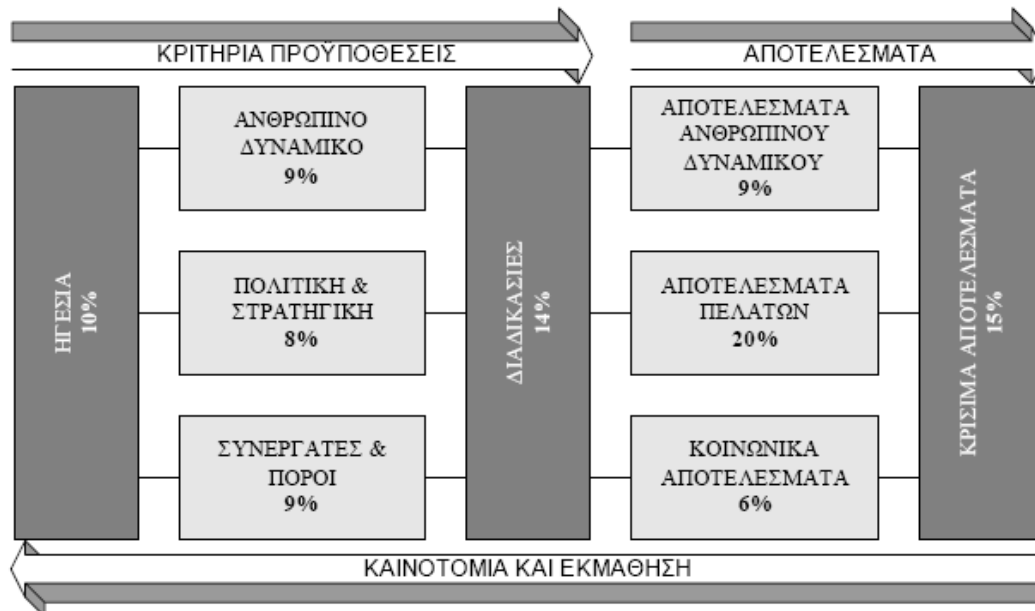 ΚΡΙΤΗΡΙΑ ΠΡΟΫΠΟΘΕΣΕΙΣ
ΑΠΟΤΕΛΕΣΜΑΤΑ
ΗΓΕΣΙΑ
10%
ΑΝΘΡΩΠΙΝΟ
ΔΥΝΑΜΙΚΟ
9%
ΠΟΛΙΤΙΚΗ &
ΣΤΡΑΤΗΓΙΚΗ
8%
ΣΥΝΕΡΓΑΤΕΣ &
ΠΟΡΟΙ
9%
ΔΙΑΔΙΚΑΣΙΕΣ
14%
ΑΠΟΤΕΛΕΣΜΑΤΑ
ΑΝΘΡΩΠΙΝΟΥ
ΔΥΝΑΜΙΚΟΥ
9%
ΑΠΟΤΕΛΕΣΜΑΤΑ
ΠΕΛΑΤΩΝ
20%
ΚΟΙΝΩΝΙΚΑ
ΑΠΟΤΕΛΕΣΜΑΤΑ
6%
ΚΡΙΣΙΜΑ ΑΠΟΤΕΛΕΣΜΑΤΑ
15%
ΚΑΙΝΟΤΟΜΙΑ ΚΑΙ ΕΚΜΑΘΗΣΗ